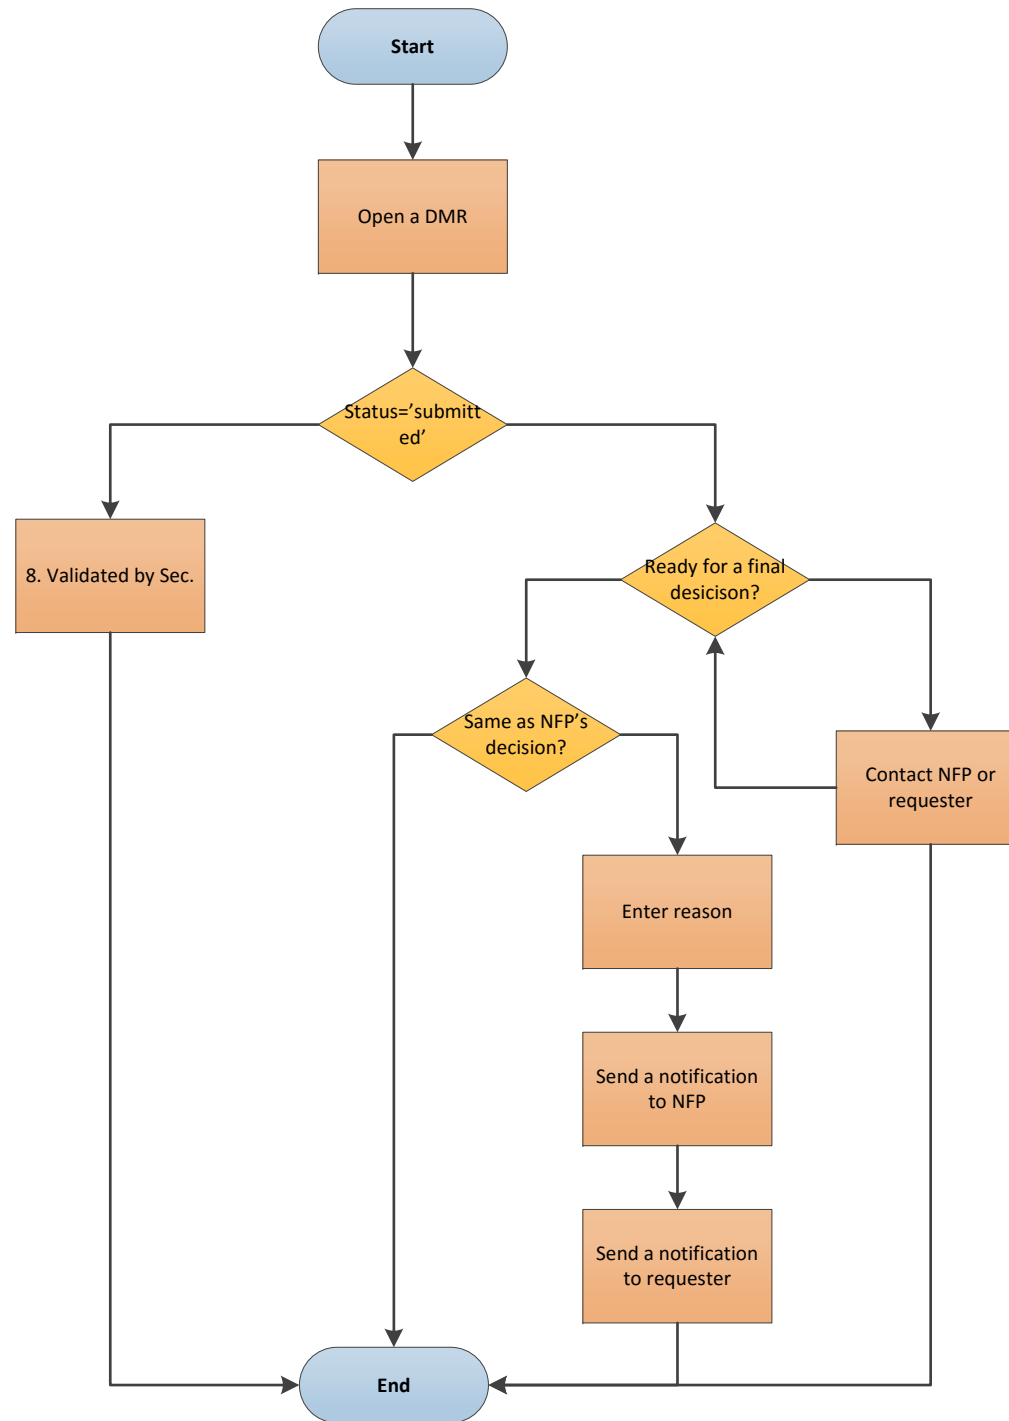 Start
Open a DMR
Status=’submitt
ed’
8. Validated by Sec.
Ready for a final
desicison?
Same as NFP’s
decision?
Contact NFP or
requester
Enter reason
Send a notification
to NFP
Send a notification
to requester
End